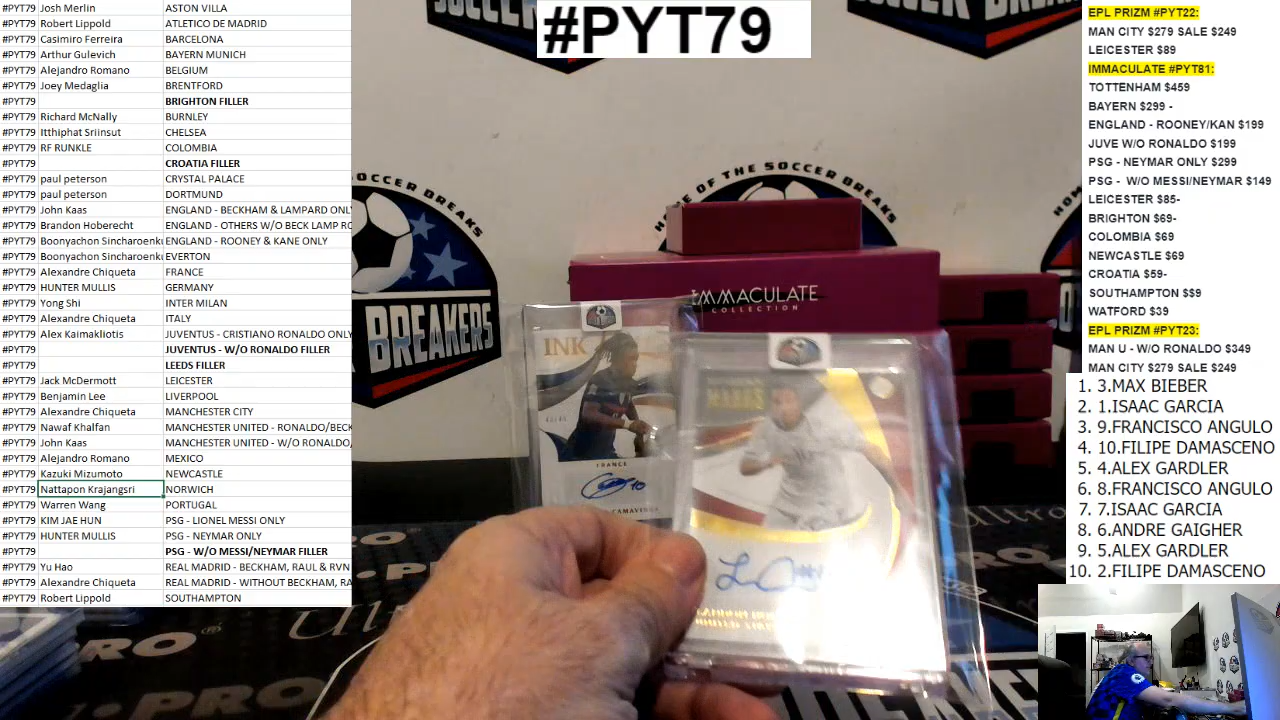 #PYT79 Josh Merlin ASTON VILLA
#PYT79 Robert Lippold ATLETICO DE MADRID
#PYT79 Casimiro Ferreira BARCELONA
#PYT79 Arthur Gulevich BAYERN MUNICH
#PYT79 Alejandro Romano BELGIUM
#PYT79 Joey Medaglia BRENTFORD
#PYT79 BRIGHTON FILLER
#PYT79 Richard McNally BURNLEY
#PYT79 Itthiphat Sriinsut CHELSEA
#PYT79 RF RUNKLE COLOMBIA
#PYT79 CROATIA FILLER
#PYT79 paul peterson CRYSTAL PALACE
#PYT79 paul peterson DORTMUND
#PYT79 John Kaas ENGLAND - BECKHAM & LAMPARD ONLY
#PYT79 Brandon Hoberecht ENGLAND - OTHERS W/O BECK LAMP RO
#PYT79 Boonyachon Sincharoenku ENGLAND - ROONEY & KANE ONLY
#PYT79 Boonyachon Sincharoenku EVERTON
#PYT79 Alexandre Chiqueta FRANCE
#PYT79 HUNTER MULLIS GERMANY
#PYT79 Yong Shi INTER MILAN
#PYT79 Alexandre Chiqueta ITALY
#PYT79 Alex Kaimakliotis JUVENTUS - CRISTIANO RONALDO ONLY
#PYT79 JUVENTUS - W/O RONALDO FILLER
#PYT79 LEEDS FILLER
#PYT79 Jack McDermott LEICESTER
#PYT79 Benjamin Lee LIVERPOOL
#PYT79 Alexandre Chiqueta MANCHESTER CITY
#PYT79 Nawaf Khalfan MANCHESTER UNITED - RONALDO/BECK
#PYT79 John Kaas MANCHESTER UNITED - W/O RONALDO/
#PYT79 Alejandro Romano MEXICO
#PYT79 Kazuki Mizumoto NEWCASTLE
#PYT79 Nattapon Krajangsri NORWICH
#PYT79 Warren Wang PORTUGAL
#PYT79 KIM JAE HUN PSG - LIONEL MESSI ONLY
#PYT79 HUNTER MULLIS PSG - NEYMAR ONLY
#PYT79 PSG - W/O MESSI/NEYMAR FILLER
#PYT79 Yu Hao REAL MADRID - BECKHAM, RAUL & RVN
#PYT79 Alexandre Chiqueta REAL MADRID - WITHOUT BECKHAM, RA
#PYT79 Robert Lippold SOUTHAMPTON
#PYT79
SOCCER BREAKS
BREAKERS
HOME OF THE SOCCER BREAKS
IMMACULATE
COLLECTION
INK
FRANCE
CAMAVINGA
EPL PRIZM #PYT22:
MAN CITY $279 SALE $249
LEICESTER $89
IMMACULATE #PYT81:
TOTTENHAM $459
BAYERN $299 -
ENGLAND - ROONEY/KAN $199
JUVE W/O RONALDO $199
PSG - NEYMAR ONLY $299
PSG - W/O MESSI/NEYMAR $149
LEICESTER $85-
BRIGHTON $69-
COLOMBIA $69
NEWCASTLE $69
CROATIA $59-
SOUTHAMPTON $$9
WATFORD $39
EPL PRIZM #PYT23:
MAN U - W/O RONALDO $349
MAN CITY $279 SALE $249
1. 3.MAX BIEBER
2. 1.ISAAC GARCIA
3. 9.FRANCISCO ANGULO
4. 10.FILIPE DAMASCENO
5. 4.ALEX GARDLER
6. 8.FRANCISCO ANGULO
7. 7.ISAAC GARCIA
8. 6.ANDRE GAIGHER
9. 5.ALEX GARDLER
10. 2.FILIPE DAMASCENO